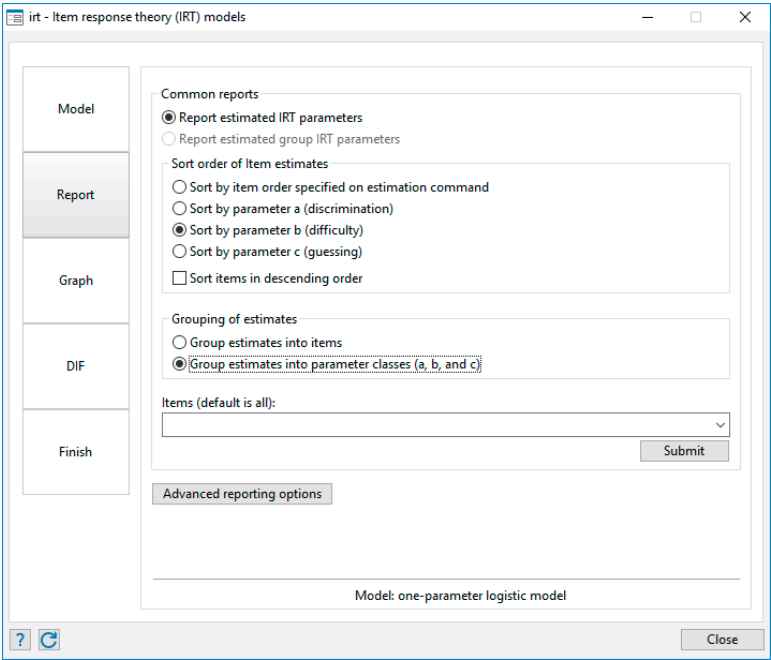 irt - Item response theory (IRT) models
Model
Report
Graph
DIF
Finish
Common reports
Report estimated IRT parameters
Report estimated group IRT parameters
Sort order of Item estimates
Sort by item order specified on estimation command
Sort by parameter a (discrimination)
Sort by parameter b (difficulty)
Sort by parameter c (guessing)
Sort items in descending order
Grouping of estimates
Group estimates into items
Group estimates into parameter classes (a, b, and c)
Items (default is all):
Submit
Advanced reporting options
Model: one-parameter logistic model
?
Close